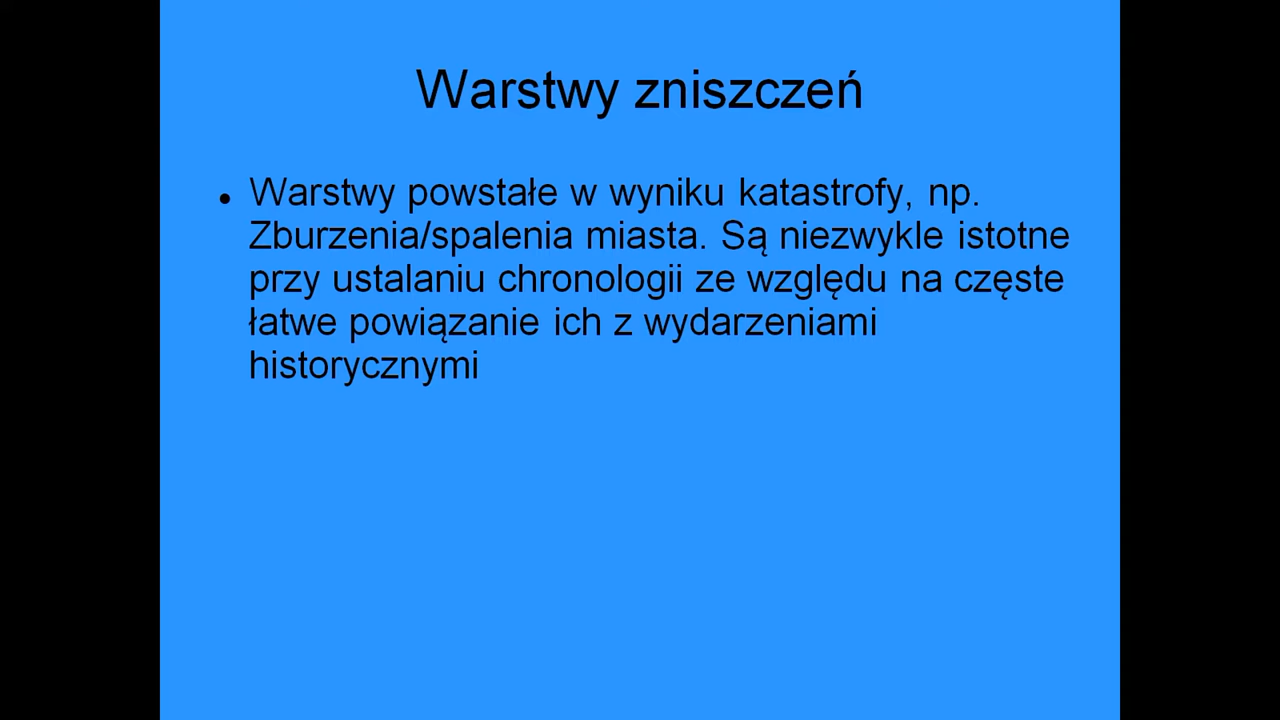 Warstwy zniszczeń
● Warstwy powstałe w wyniku katastrofy, np.
Zburzenia/spalenia miasta. Są niezwykle istotne
przy ustalaniu chronologii ze względu na częste
łatwe powiązanie ich z wydarzeniami
historycznymi